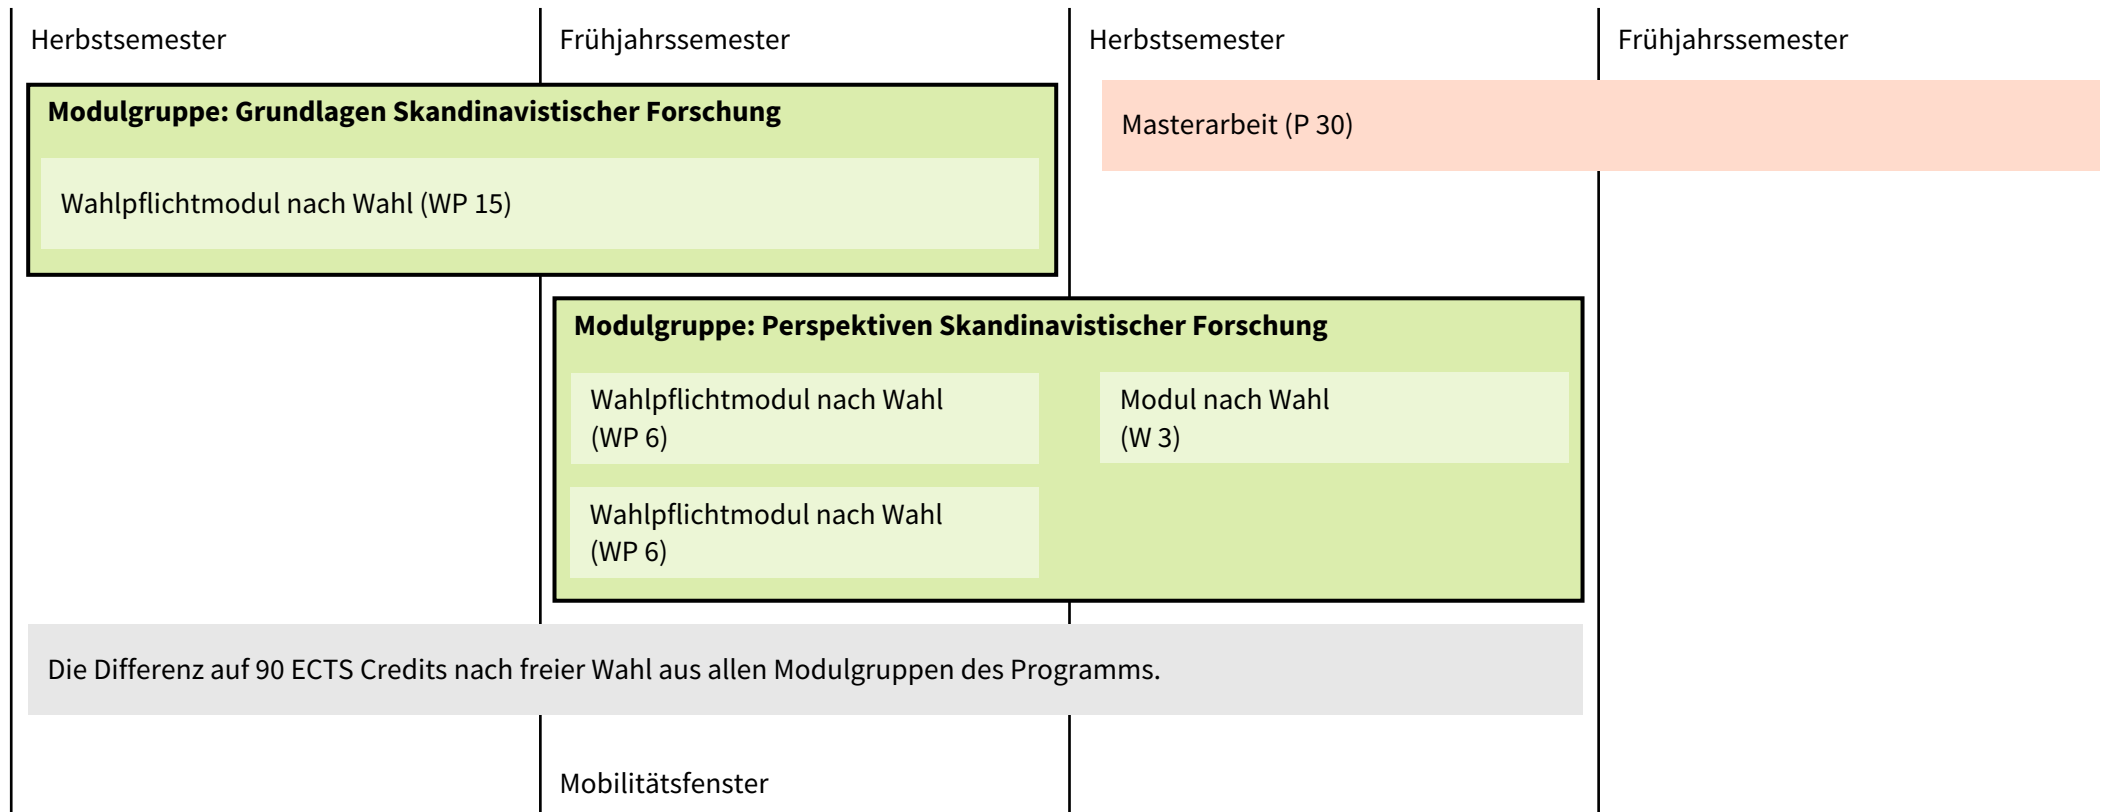 Herbstsemester
Frühjahrssemester
Herbstsemester
Frühjahrssemester
Modulgruppe: Grundlagen Skandinavistischer Forschung
Masterarbeit (P 30)
Wahlpflichtmodul nach Wahl (WP 15)
Modulgruppe: Perspektiven Skandinavistischer Forschung
Wahlpflichtmodul nach Wahl
(WP 6)
Modul nach Wahl
(W 3)
Wahlpflichtmodul nach Wahl
(WP 6)
Die Differenz auf 90 ECTS Credits nach freier Wahl aus allen Modulgruppen des Programms.
Mobilitätsfenster